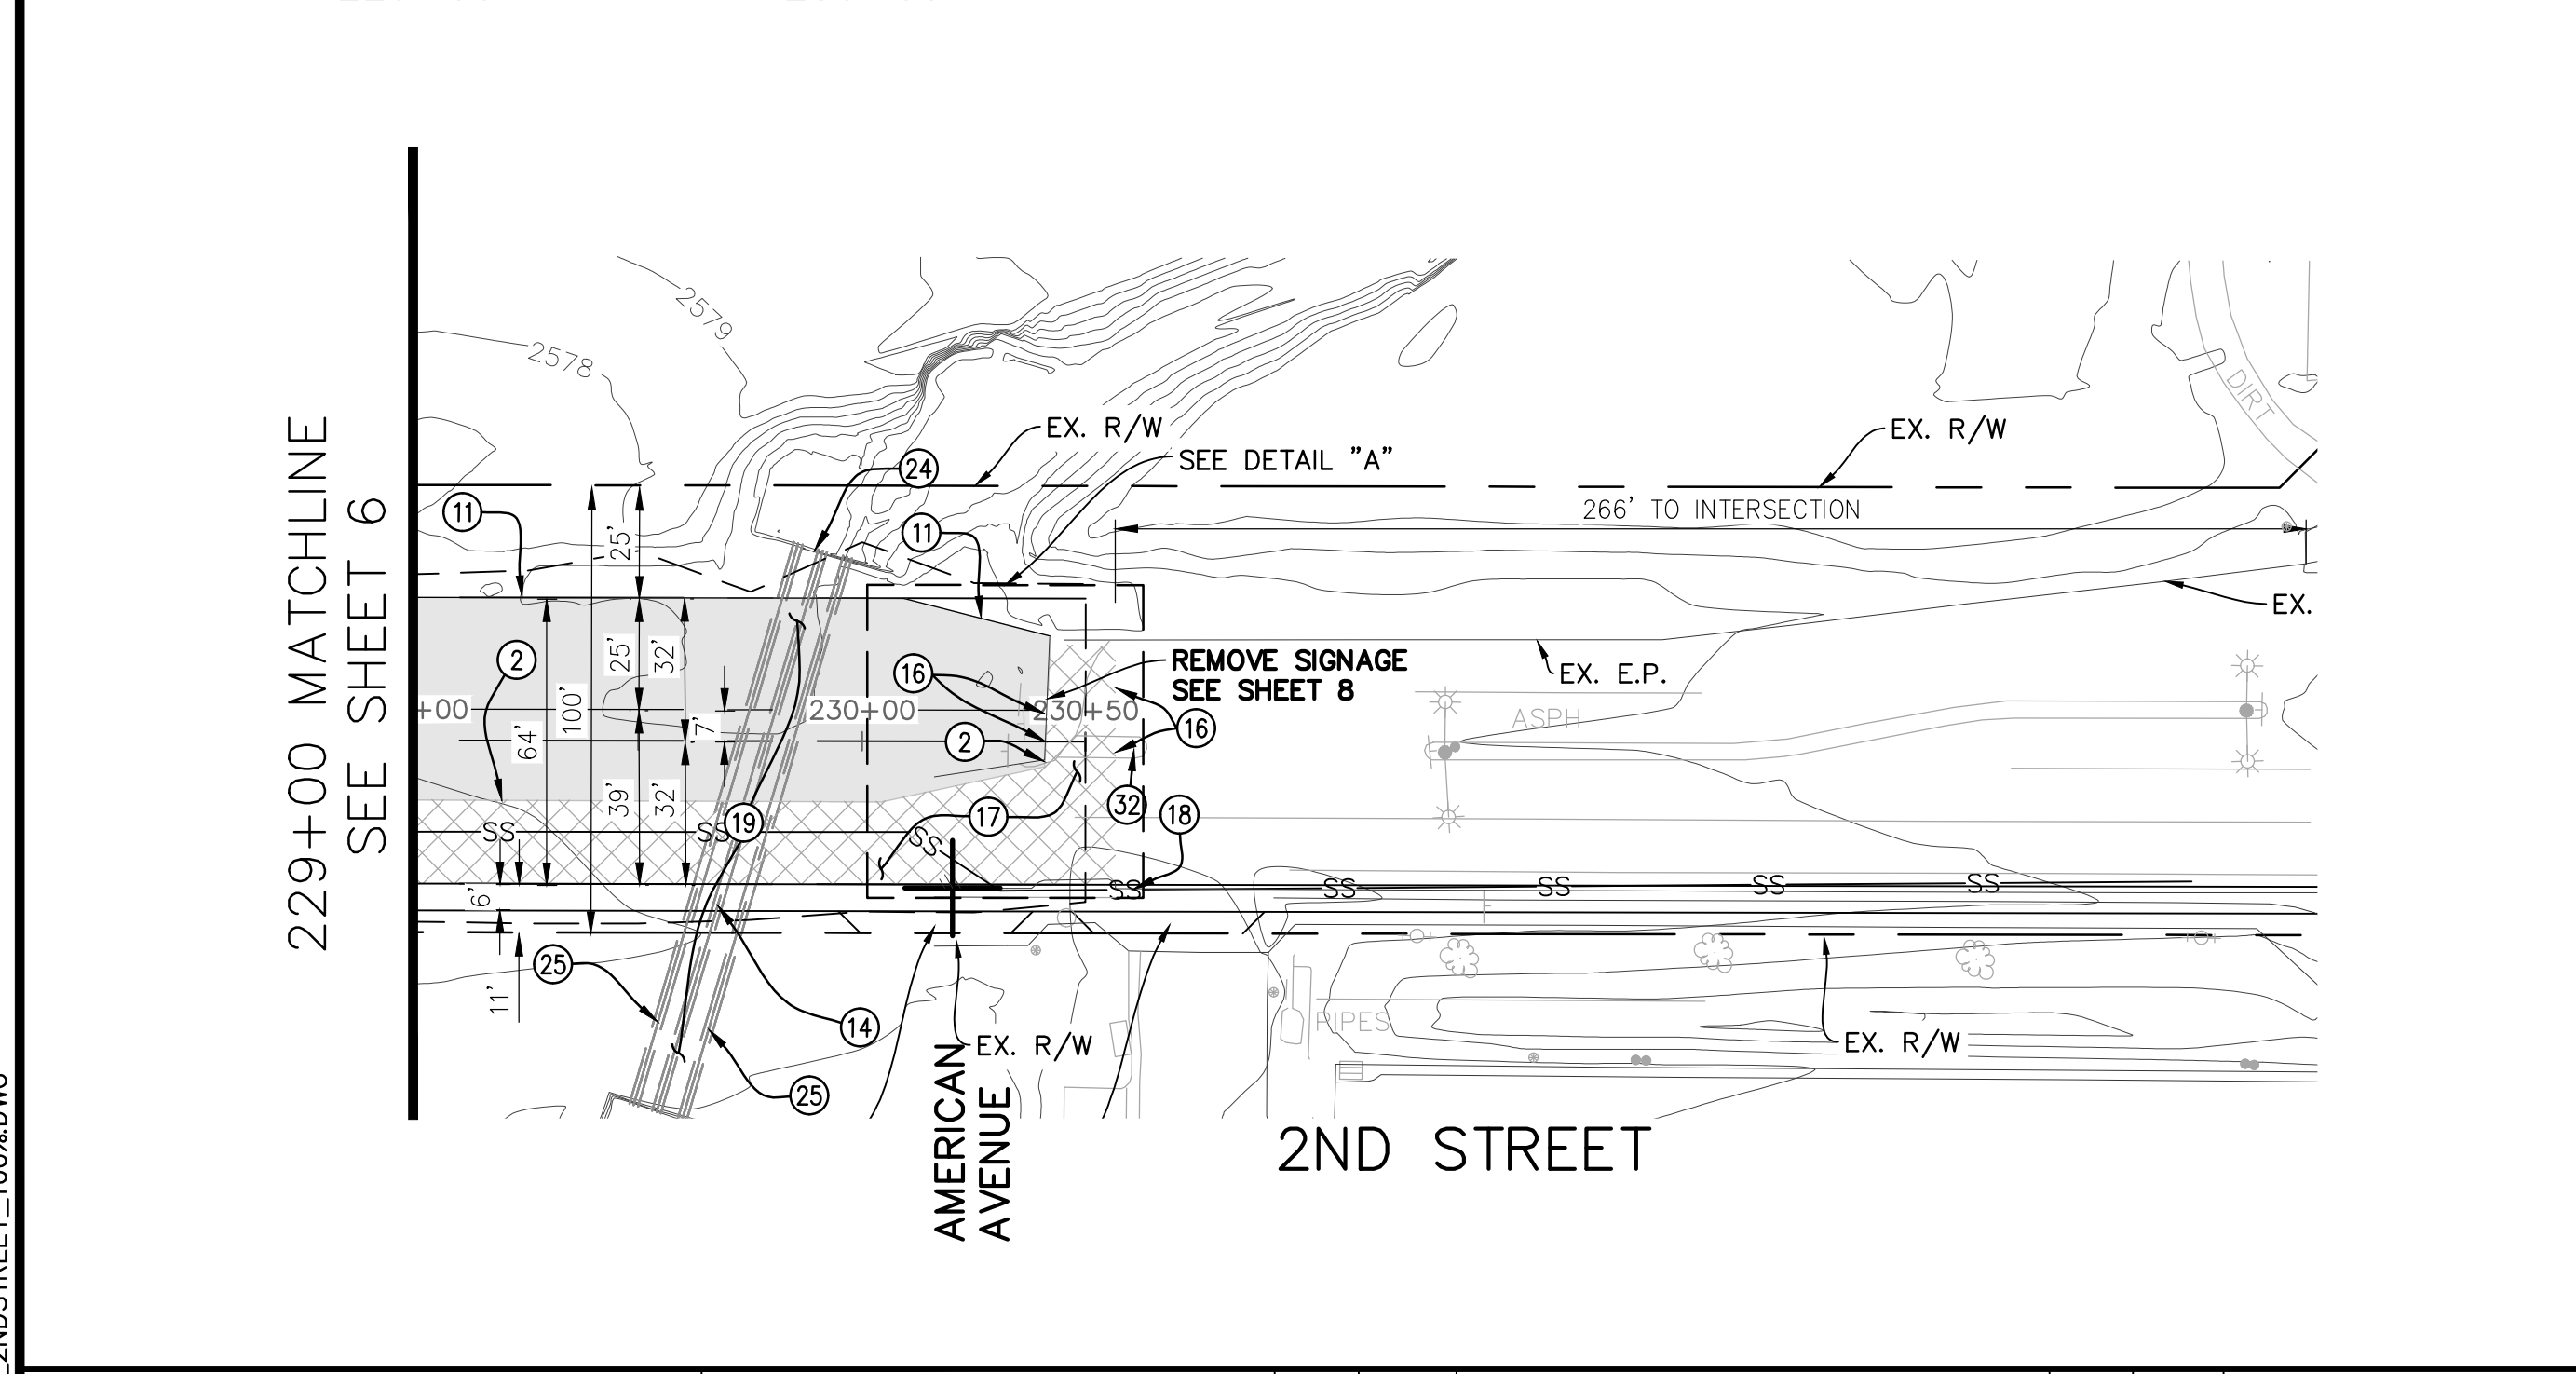 229+00 MATCHLINE
SEE SHEET 6
2579
2578
EX. R/W
SEE DETAIL "A"
EX. R/W
266' TO INTERSECTION
DIRT
24
11
11
25'
25'
32'
64'
100'
7'
39'
32'
6'
11'
2
+00
230+00
230+50
16
REMOVE SIGNAGE
SEE SHEET 8
16
2
EX. E.P.
EX.
ASPH
32
18
17
19
SS
SS
SS
SS
SS
SS
SS
SS
25
14
25
EX. R/W
PIPES
EX. R/W
AMERICAN
AVENUE
2ND STREET
_2NDSTREET_100%.DWG